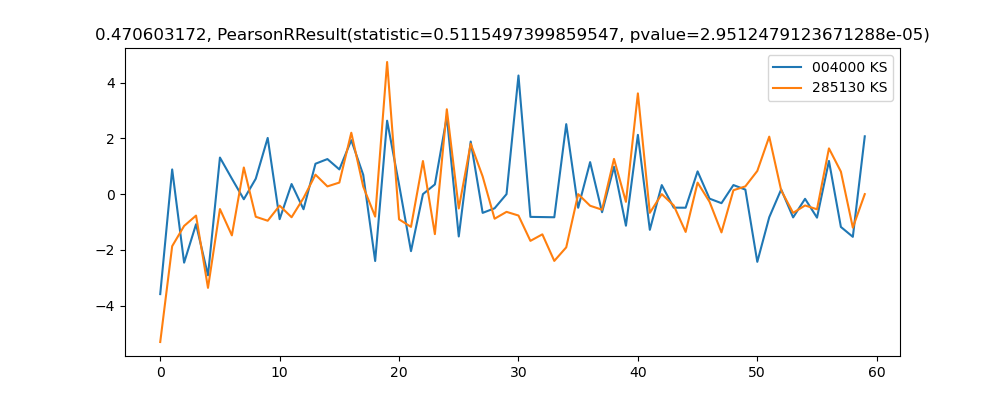 0.470603172, PearsonRResult(statistic=0.5115497399859547, pvalue=2.9512479123671288e-05)
004000 KS
285130 KS
4
2
0
−2
−4
0 10 20 30 40 50 60